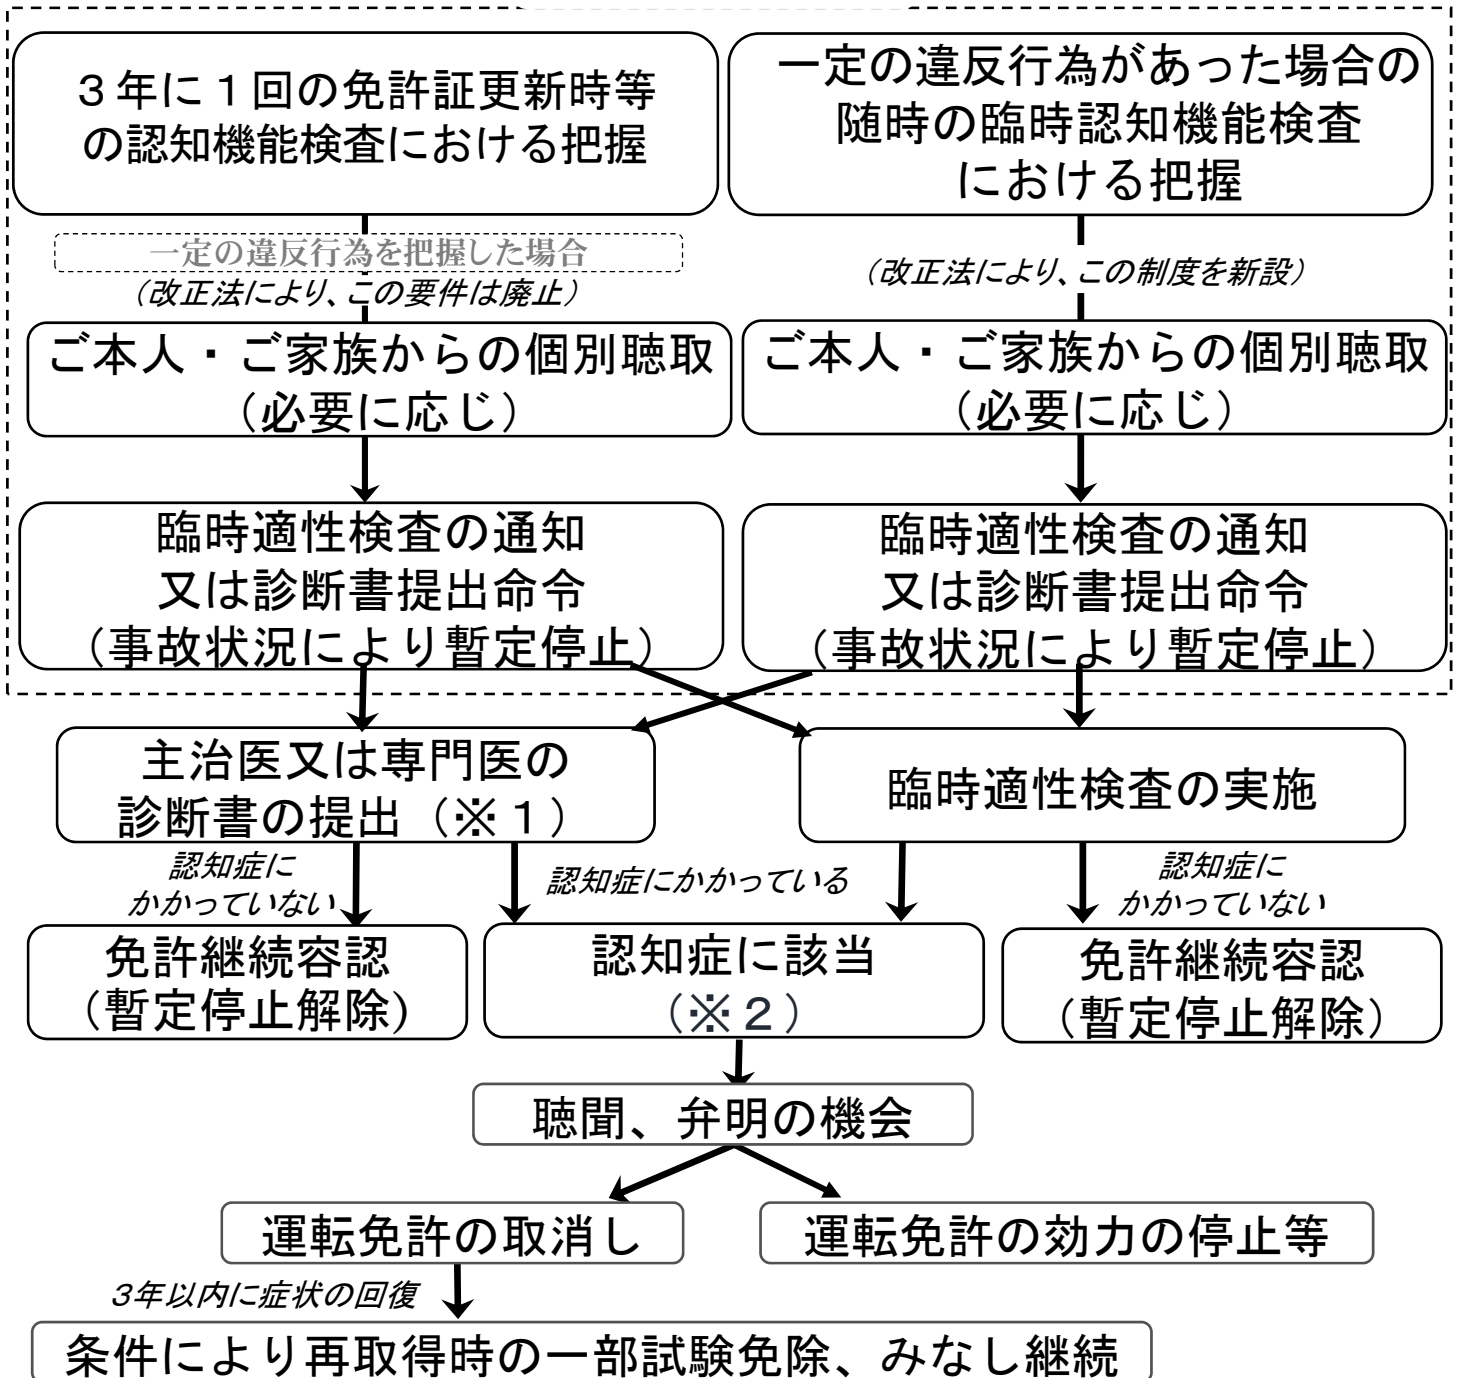 ３年に１回の免許証更新時等
の認知機能検査における把握
一定の違反行為があった場合の
随時の臨時認知機能検査
における把握
一定の違反行為を把握した場合
（改正法により、この要件は廃止）
（改正法により、この制度を新設）
ご本人・ご家族からの個別聴取
（必要に応じ）
ご本人・ご家族からの個別聴取
（必要に応じ）
臨時適性検査の通知
又は診断書提出命令
（事故状況により暫定停止）
臨時適性検査の通知
又は診断書提出命令
（事故状況により暫定停止）
主治医又は専門医の
診断書の提出（※１）
臨時適性検査の実施
認知症に
かかっていない
認知症にかかっている
認知症に
かかっていない
免許継続容認
（暫定停止解除）
認知症に該当
（※２）
免許継続容認
（暫定停止解除）
聴聞、弁明の機会
運転免許の取消し
運転免許の効力の停止等
3年以内に症状の回復
条件により再取得時の一部試験免除、みなし継続